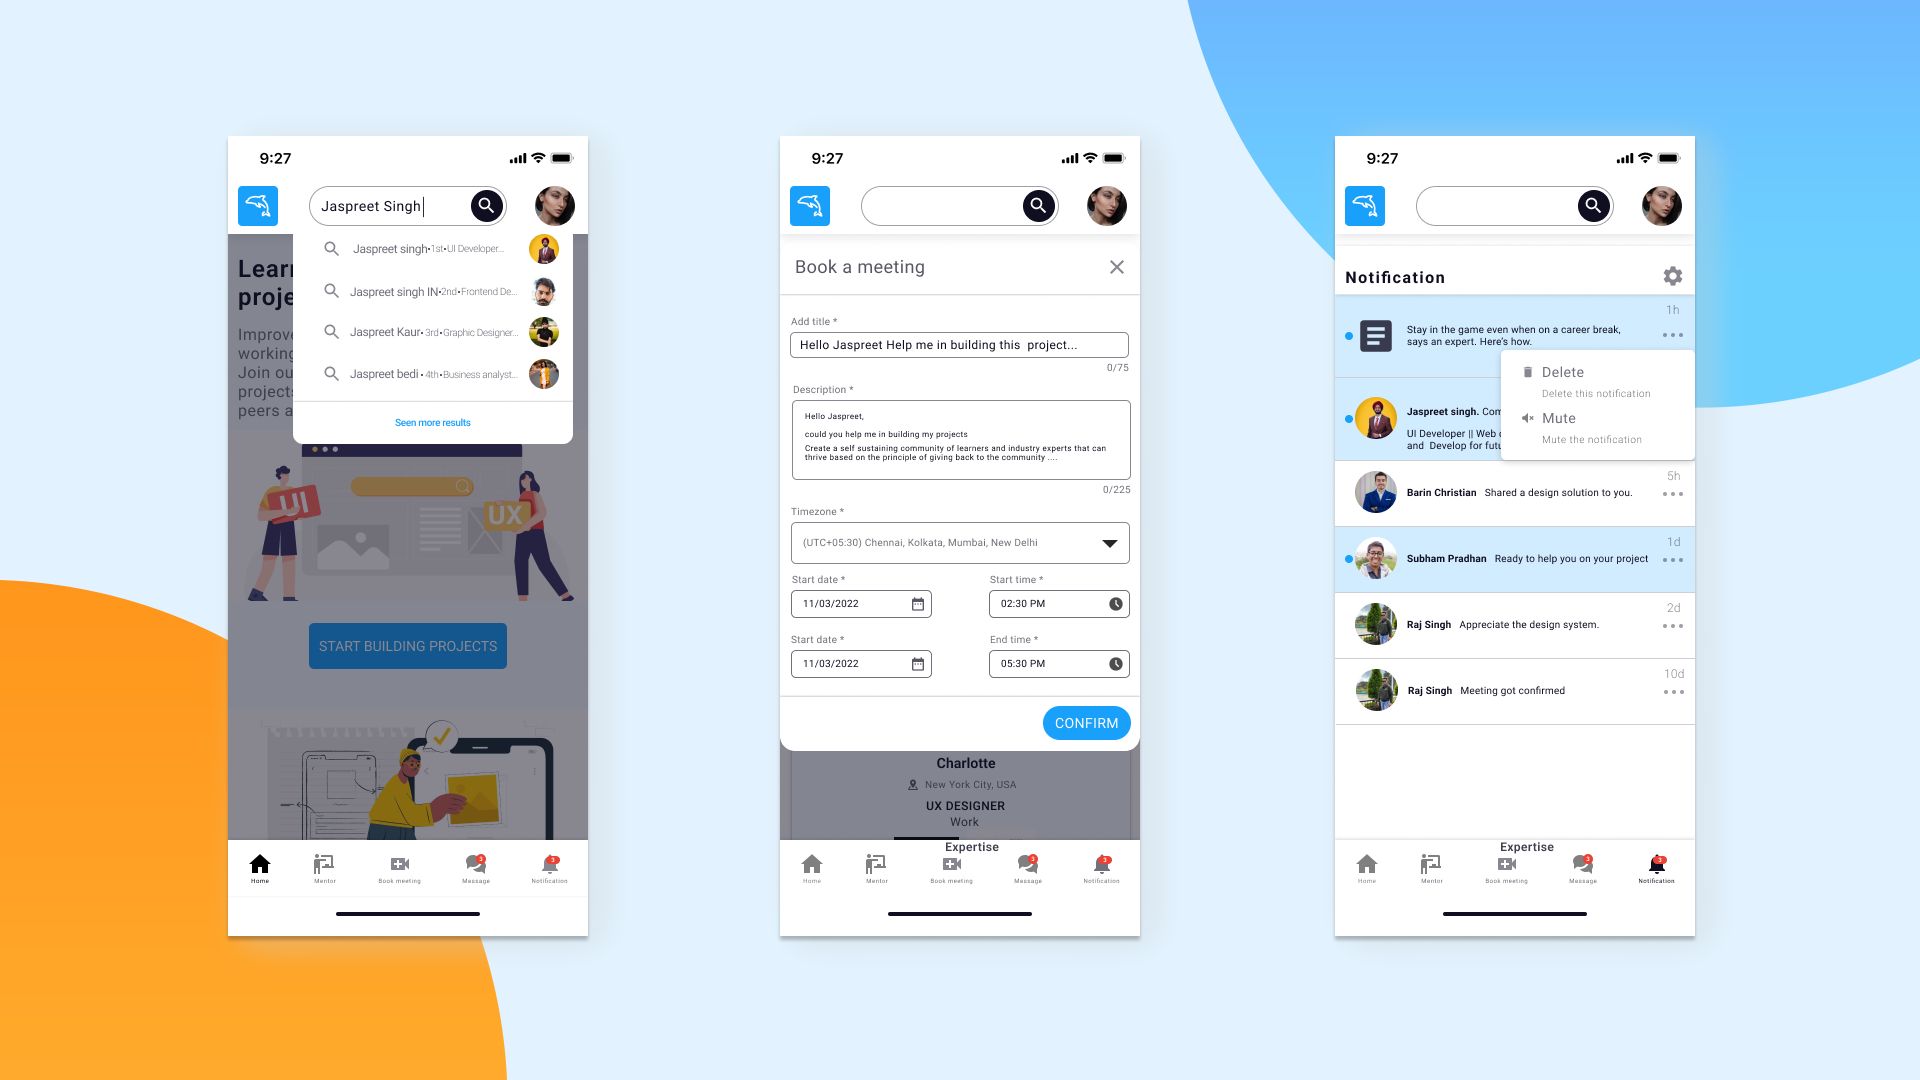 9:27
Jaspreet Singh
Jaspreet singh•1st•UI Developer...
Jaspreet singh IN•2nd•Frontend De...
Jaspreet Kaur• 3rd•Graphic Designer...
Jaspreet bedi • 4th•Business analyst...
Seen more results
Lear
proje
Improve
working
Join ou
project
peers a
UI
UX
START BUILDING PROJECTS
Home
Mentor
Book meeting
3
Message
3
Notification
9:27
Book a meeting
Add title *
Hello Jaspreet Help me in building this project...
0/75
Description *
Hello Jaspreet,
could you help me in building my projects
Create a self sustaining community of learners and industry experts that can
thrive based on the principle of giving back to the community ....
0/225
Timezone *
(UTC+05:30) Chennai, Kolkata, Mumbai, New Delhi
Start date *
Start time *
11/03/2022
02:30 PM
Start date *
End time *
11/03/2022
05:30 PM
CONFIRM
Charlotte
New York City, USA
UX DESIGNER
Work
Expertise
Home
Mentor
Book meeting
3
Message
3
Notification
9:27
Notification
1h
Stay in the game even when on a career break,
says an expert. Here's how.
Delete
Delete this notification
Mute
Mute the notification
Jaspreet singh. Com
UI Developer || Web
and Develop for futu
5h
Barin Christian Shared a design solution to you.
1d
Subham Pradhan Ready to help you on your project
2d
Raj Singh Appreciate the design system.
10d
Raj Singh Meeting got confirmed
Expertise
Home
Mentor
Book meeting
3
Message
3
Notification